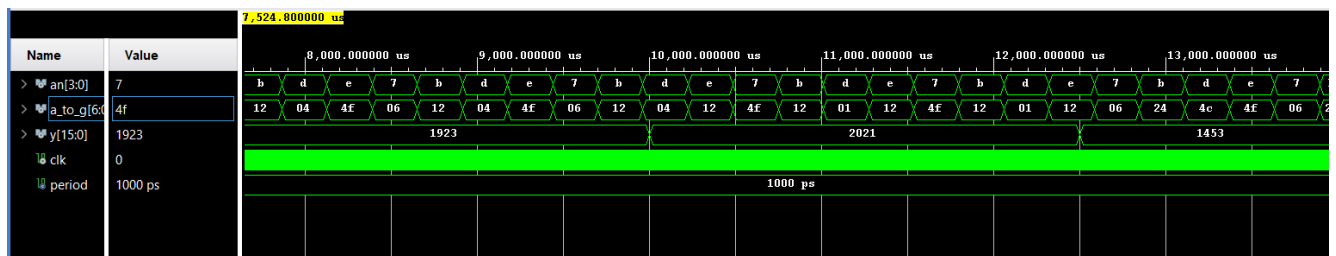 7,524.800000 us
Name Value
8,000.000000 us 9,000.000000 us 10,000.000000 us 11,000.000000 us 12,000.000000 us 13,000.000000 us
an[3:0] 7 b d e 7 b d e 7 b d e 7 b d e 7 b d e 7 b d e 7
a_to_g[6:0 4f 12 04 4f 06 12 04 4f 06 12 04 12 4f 12 01 12 4f 12 01 12 06 24 4c 4f 06
y[15:0] 1923 1923 2021 1453
clk 0
period 1000 ps 1000 ps